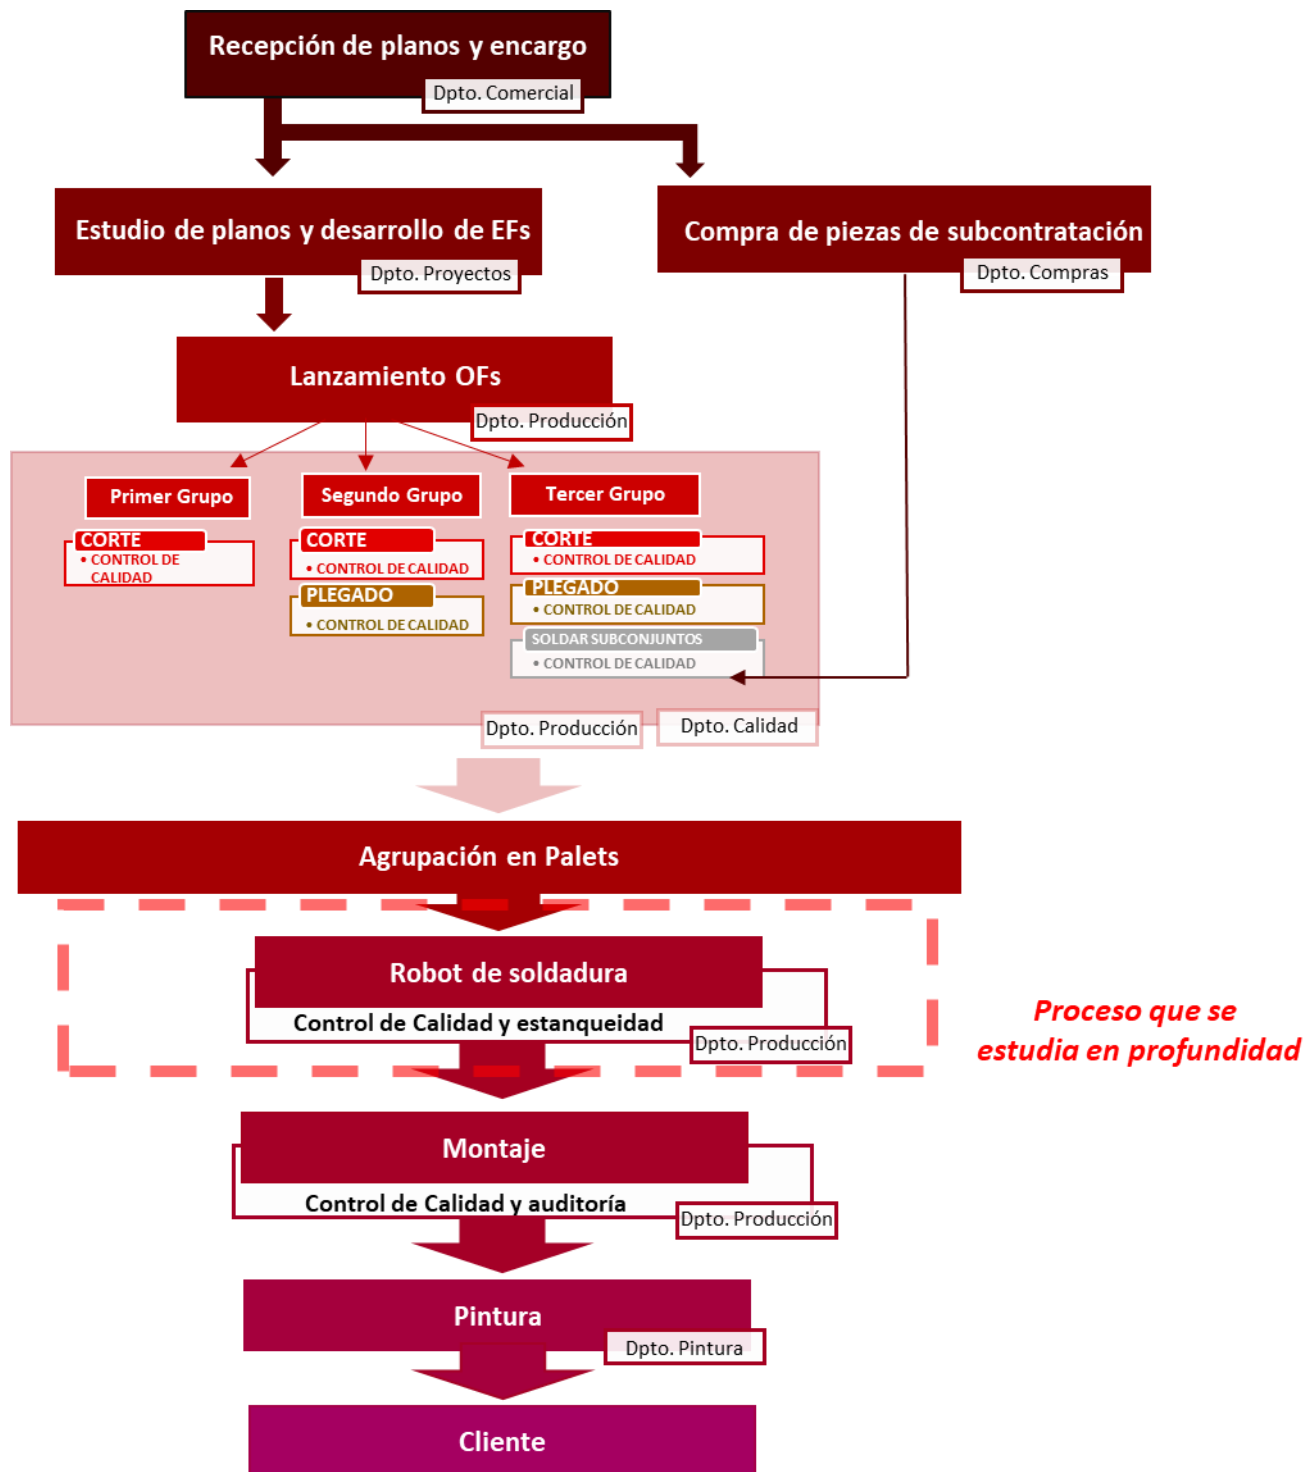 Recepción de planos y encargo
Dpto. Comercial
Estudio de planos y desarrollo de EFs
Dpto. Proyectos
Compra de piezas de subcontratación
Dpto. Compras
Lanzamiento OFs
Dpto. Producción
Primer Grupo
CORTE
• CONTROL DE
CALIDAD
Segundo Grupo
CORTE
• CONTROL DE CALIDAD
PLEGADO
• CONTROL DE CALIDAD
Tercer Grupo
CORTE
• CONTROL DE CALIDAD
PLEGADO
• CONTROL DE CALIDAD
SOLDAR SUBCONJUNTOS
• CONTROL DE CALIDAD
Dpto. Producción
Dpto. Calidad
Agrupación en Palets
Robot de soldadura
Control de Calidad y estanqueidad
Dpto. Producción
Proceso que se
estudia en profundidad
Montaje
Control de Calidad y auditoría
Dpto. Producción
Pintura
Dpto. Pintura
Cliente